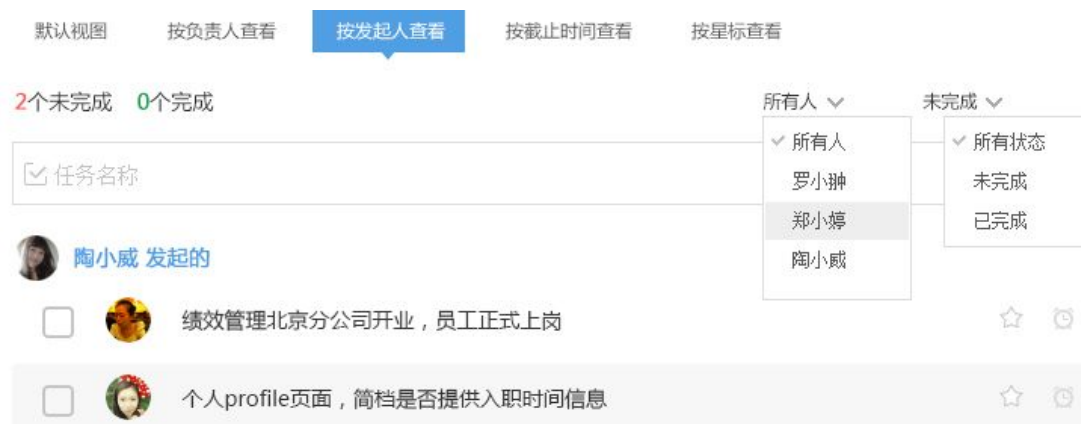 默认视图 按负责人查看 按发起人查看 按截止时间查看 按星标查看
2个未完成 0个完成 所有人 未完成
所有人
罗小翀
郑小婷
陶小威
所有状态
未完成
已完成
任务名称
陶小威 发起的
绩效管理北京分公司开业，员工正式上岗
个人profile页面，简档是否提供入职时间信息